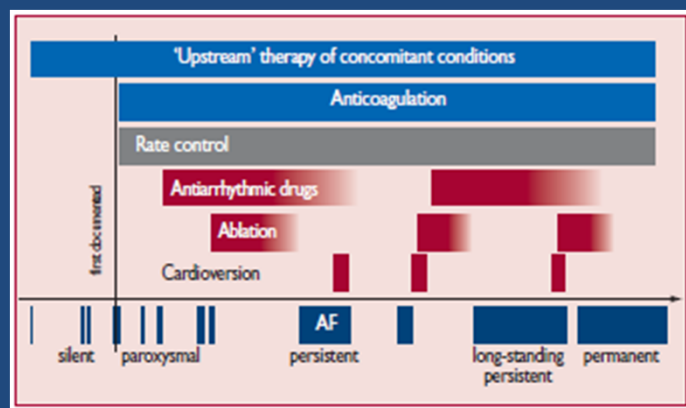 'Upstream' therapy of concomitant conditions
Anticoagulation
Rate control
Antiarrhythmic drugs
Ablation
first documented
Cardioversion
AF
silent
paroxysmal
persistent
long-standing
persistent
permanent